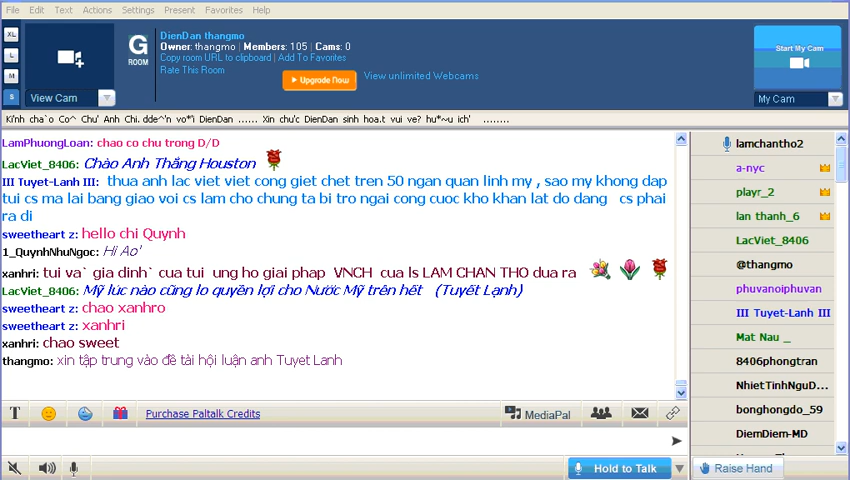 File Edit Text Actions Settings Present Favorites Help
XL
L
M
S
View Cam
G
ROOM
DienDan thangmo
Owner: thangmo | Members: 105 | Cams: 0
Copy room URL to clipboard | Add To Favorites
Rate This Room
Upgrade Now
View unlimited Webcams
Start My Cam
My Cam
Ki'nh cha`o Co^ Chu' Anh Chi. dde^'n vo*'i DienDan ...... Xin chu'c DienDan sinh hoa.t vui ve? hu*~u ich' ........
LamPhuongLoan: chao co chu trong D/D
LacViet_8406: Chào Anh Thắng Houston
III Tuyet-Lanh III: thua anh lac viet viet cong giet chet tren 50 ngan quan linh my , sao my khong dap
tui cs ma lai bang giao voi cs lam cho chung ta bi tro ngai cong cuoc kho khan lat do dang cs phai
ra di
sweetheart z: hello chi Quynh
1_QuynhNhuNgoc: Hi Ao'
xanhri: tui va` gia dinh` cua tui ung ho giai phap VNCH cua ls LAM CHAN THO dua ra
LacViet_8406: Mỹ lúc nào cũng lo quyền lợi cho Nước Mỹ trên hết (Tuyết Lạnh)
sweetheart z: chao xanhro
sweetheart z: xanhri
xanhri: chao sweet
thangmo: xin tập trung vào đề tài hội luận anh Tuyet Lanh
T
Purchase Paltalk Credits
MediaPal
Hold to Talk
lamchantho2
a-nyc
playr_2
lan thanh_6
LacViet_8406
@thangmo
phuvanoiphuvan
III Tuyet-Lanh III
Mat Nau _
8406phongtran
NhietTinhNguD...
bonghongdo_59
DiemDiem-MD
Raise Hand